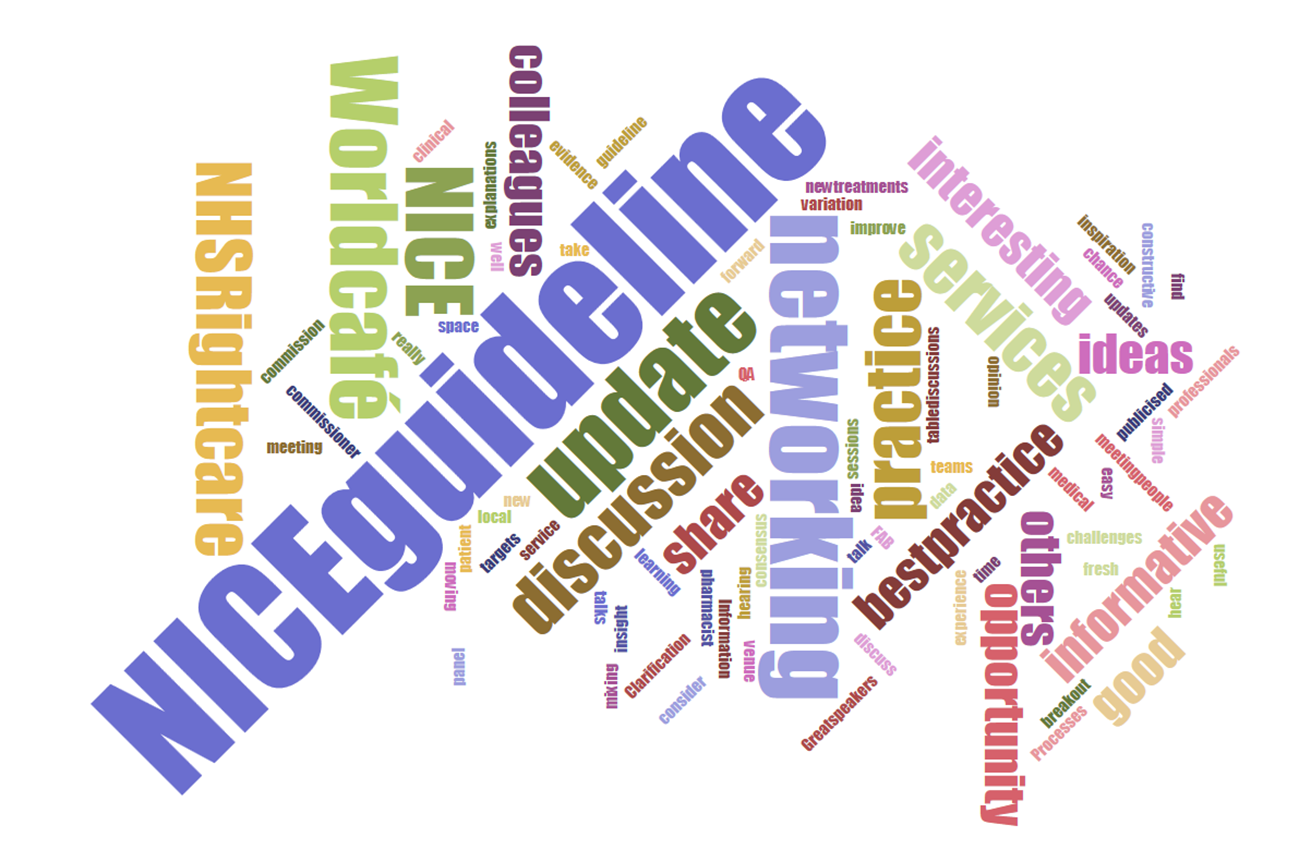 NHSRightcare
Worldcafé
clinical
NICE
explanations
well
colleagues
evidence
guideline
take
space
really
commission
commissioner
meeting
NICEguideline
forward
update
discussion
QA
new
local
targets
service
patient
moving
panel
share
learning
talks
insight
mixing
Clarification
consider
pharmacist
Information
hearing
venue
consensus
newtreatments
variation
improve
networking
practice
tablediscussions
sessions
idea
talk
FAB
teams
data
interesting
services
opinion
Inspiration
chance
updates
constructive
find
ideas
professionals
publicised
simple
meetingpeople
easy
medical
bestpractice
discuss
Greatspeakers
time
experience
others
opportunity
challenges
fresh
informative
useful
hear
good
breakout
Processes